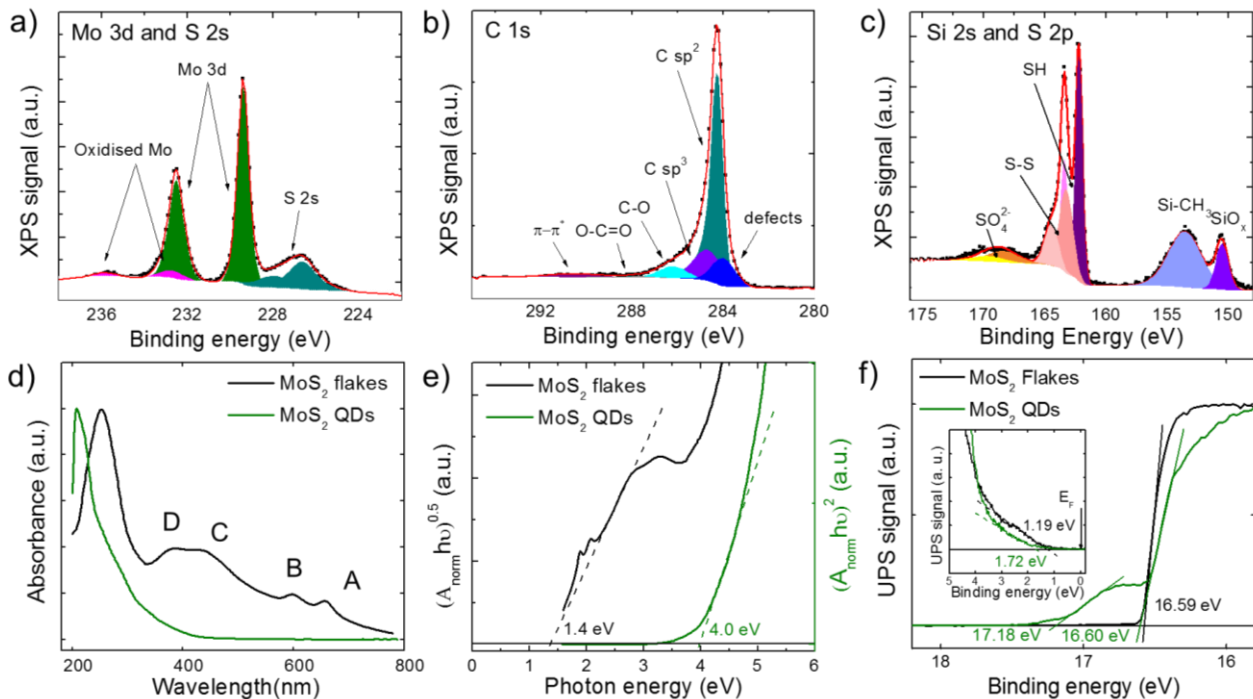 a)
Mo 3d and S 2s
XPS signal (a.u.)
Mo 3d
Oxidised Mo
S 2s
236 232 228 224
Binding energy (eV)
b)
C 1s
XPS signal (a.u.)
C sp²
C sp³
C-O
O-C=O
π−π*
defects
292 288 284 280
Binding energy (eV)
c)
Si 2s and S 2p
XPS signal (a.u.)
SH
S-S
SO₄²⁻
Si-CH₃
SiOₓ
175 170 165 160 155 150
Binding Energy (eV)
d)
Absorbance (a.u.)
MoS₂ flakes
MoS₂ QDs
D
C
B
A
200 400 600 800
Wavelength(nm)
e)
(A_norm hυ)^0.5 (a.u.)
MoS₂ flakes
MoS₂ QDs
1.4 eV
4.0 eV
0 1 2 3 4 5 6
Photon energy (eV)
(A_norm hυ)² (a.u.)
f)
UPS signal (a.u.)
MoS₂ Flakes
MoS₂ QDs
UPS signal (a. u.)
E_F
1.19 eV
1.72 eV
5 4 3 2 1 0
Binding energy (eV)
16.59 eV
17.18 eV
16.60 eV
18 17 16
Binding energy (eV)